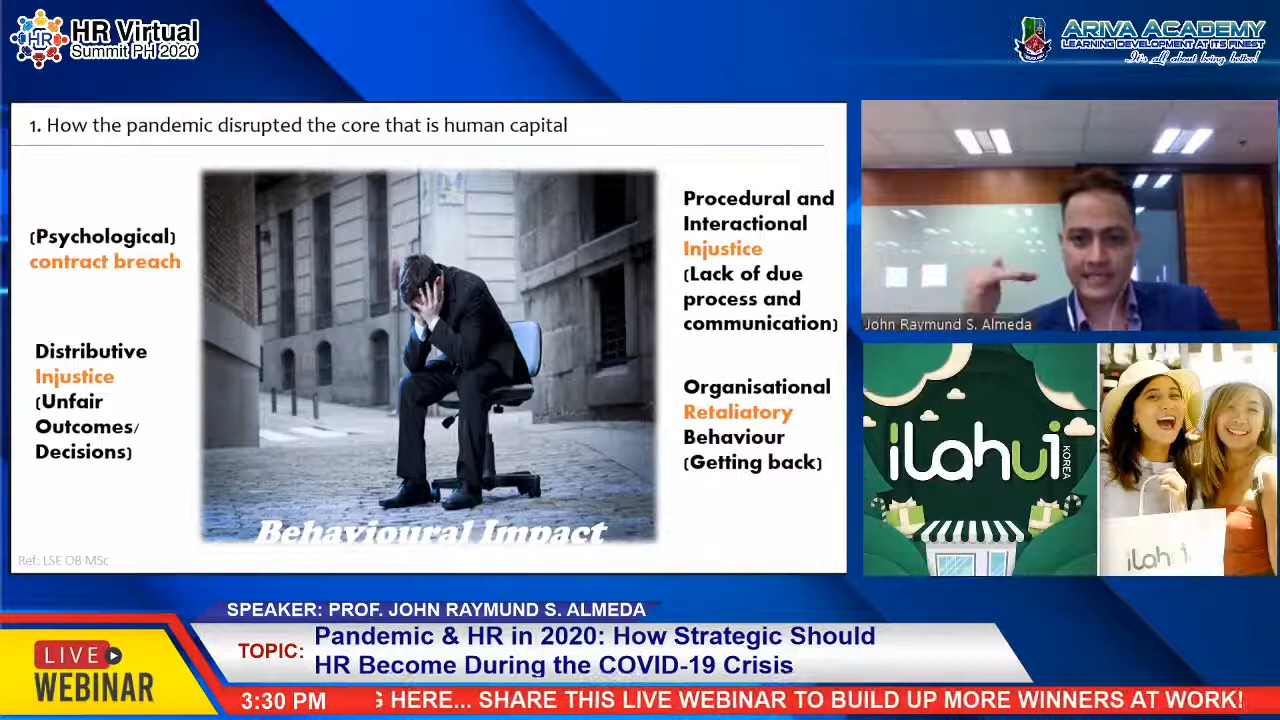 HR
HR Virtual
Summit PH 2020
ARIVA ACADEMY
LEARNING DEVELOPMENT AT ITS FINEST
It's all about being better!
1. How the pandemic disrupted the core that is human capital
(Psychological)
contract breach
Distributive
Injustice
(Unfair
Outcomes/
Decisions)
Procedural and
Interactional
Injustice
(Lack of due
process and
communication)
Organisational
Retaliatory
Behaviour
(Getting back)
Behavioural Impact
Ref: LSE OB MSc
John Raymund S. Almeda
ilahui
KOREA
ilahui
SPEAKER: PROF. JOHN RAYMUND S. ALMEDA
TOPIC:
Pandemic & HR in 2020: How Strategic Should
HR Become During the COVID-19 Crisis
LIVE
WEBINAR
3:30 PM
HERE... SHARE THIS LIVE WEBINAR TO BUILD UP MORE WINNERS AT WORK!